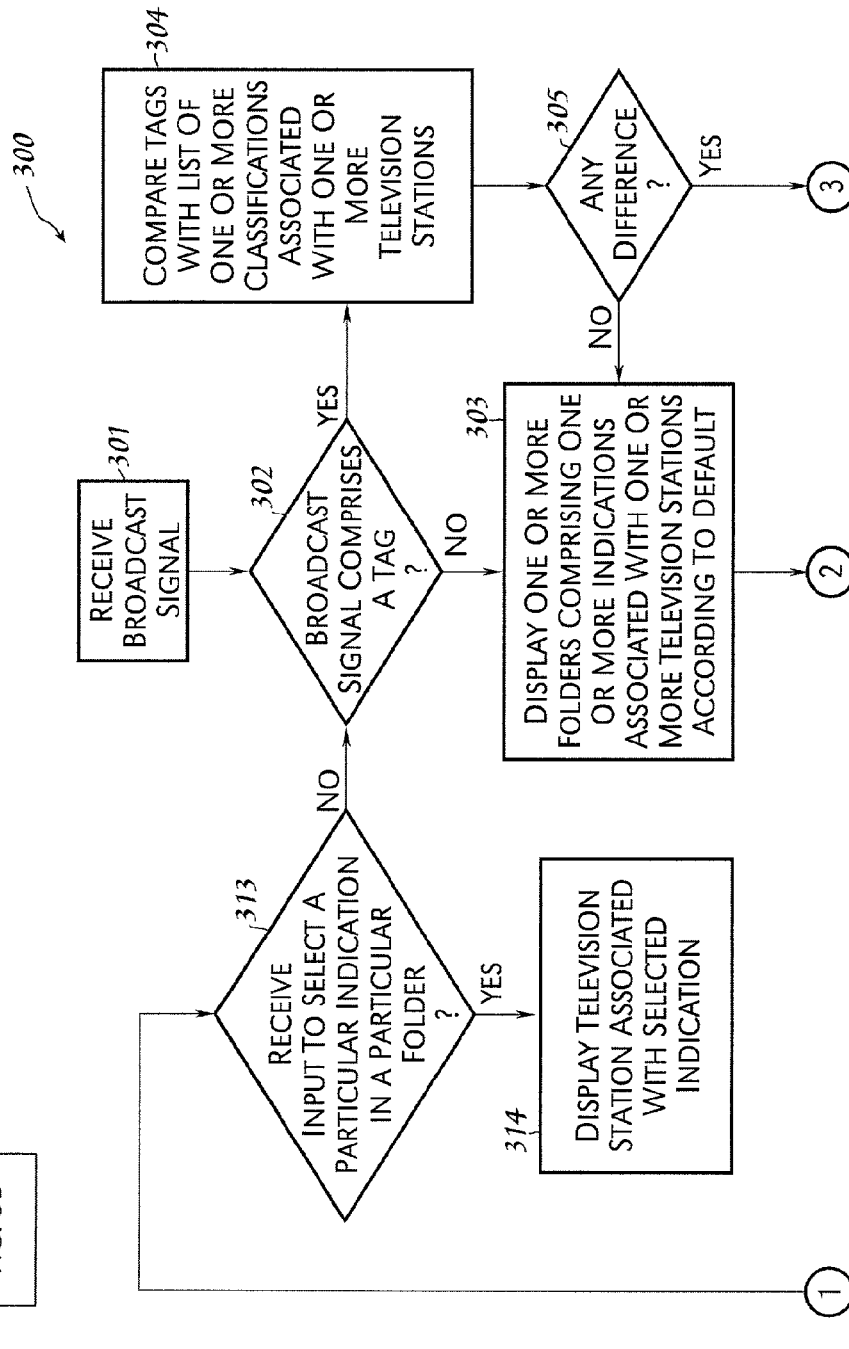 300
301
RECEIVE
BROADCAST
SIGNAL
302
BROADCAST
SIGNAL COMPRISES
A TAG
?
YES
NO
304
COMPARE TAGS
WITH LIST OF
ONE OR MORE
CLASSIFICATIONS
ASSOCIATED
WITH ONE OR
MORE
TELEVISION
STATIONS
305
ANY
DIFFERENCE
?
NO
YES
303
DISPLAY ONE OR MORE
FOLDERS COMPRISING ONE
OR MORE INDICATIONS
ASSOCIATED WITH ONE OR
MORE TELEVISION STATIONS
ACCORDING TO DEFAULT
313
RECEIVE
INPUT TO SELECT A
PARTICULAR INDICATION
IN A PARTICULAR
FOLDER
?
NO
YES
314
DISPLAY TELEVISION
STATION ASSOCIATED
WITH SELECTED
INDICATION
1
2
3